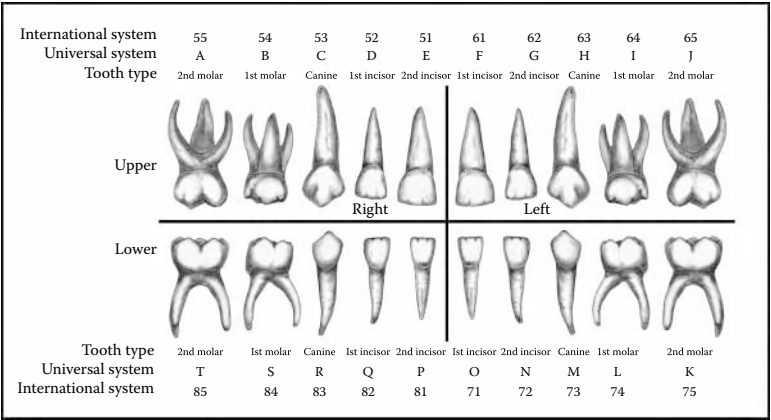 International system 55 54 53 52 51 61 62 63 64 65
Universal system A B C D E F G H I J
Tooth type 2nd molar 1st molar Canine 1st incisor 2nd incisor 1st incisor 2nd incisor Canine 1st molar 2nd molar
Upper
Right Left
Lower
Tooth type 2nd molar Ist molar Canine Ist incisor 2nd incisor Ist incisor 2nd incisor Canine 1st molar 2nd molar
Universal system T S R Q P O N M L K
International system 85 84 83 82 81 71 72 73 74 75